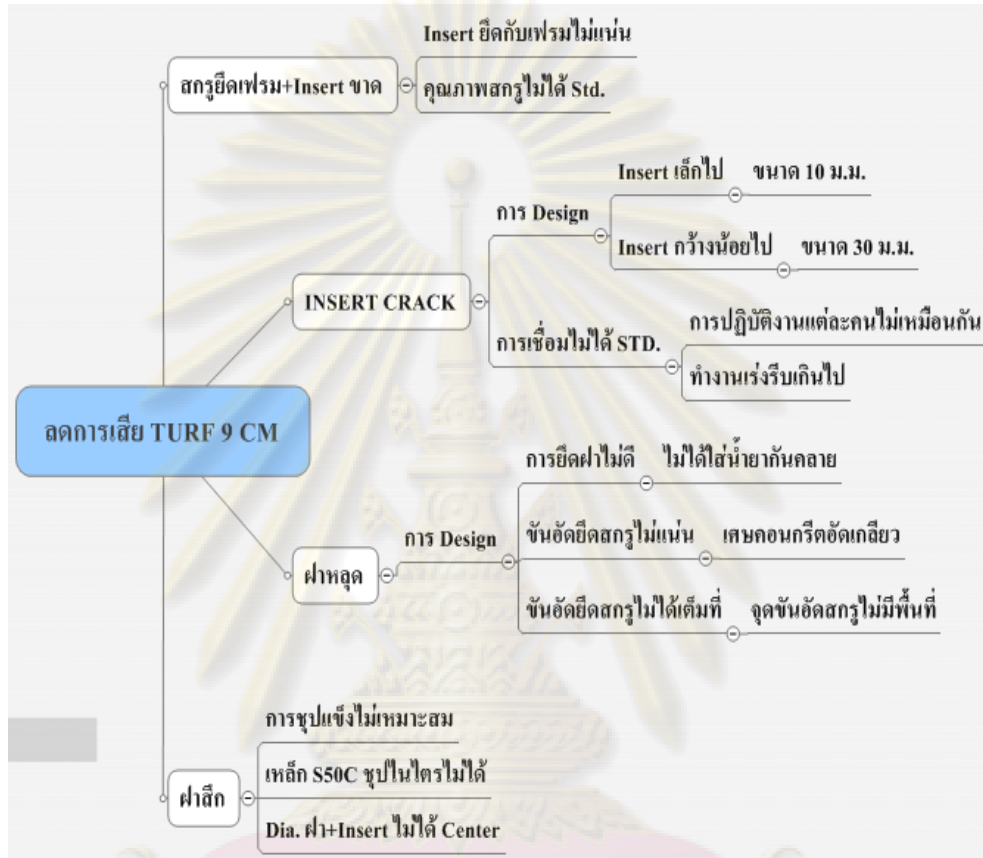 Insert ยึดกับเฟรมไม่แน่น
สกรูยึดเฟรม+Insert ขาด
คุณภาพสกรูไม่ได้ Std.
Insert เล็กไป
ขนาด 10 ม.ม.
การ Design
Insert กว้างน้อยไป
ขนาด 30 ม.ม.
INSERT CRACK
การปฏิบัติงานแต่ละคนไม่เหมือนกัน
การเชื่อมไม่ได้ STD.
ทำงานเร่งรีบเกินไป
ลดการเสีย TURF 9 CM
การยึดฝาไม่ดี
ไม่ได้ใส่น้ำยากันคลาย
การ Design
ขันอัดยึดสกรูไม่แน่น
เศษคอนกรีตอัดเกลียว
ฝาหลุด
ขันอัดยึดสกรูไม่ได้เต็มที่
จุดขันอัดสกรูไม่มีพื้นที่
การชุปแข็งไม่เหมาะสม
เหล็ก S50C ชุปในไตรไม่ได้
ฝาสึก
Dia. ฝา+Insert ไม่ได้ Center